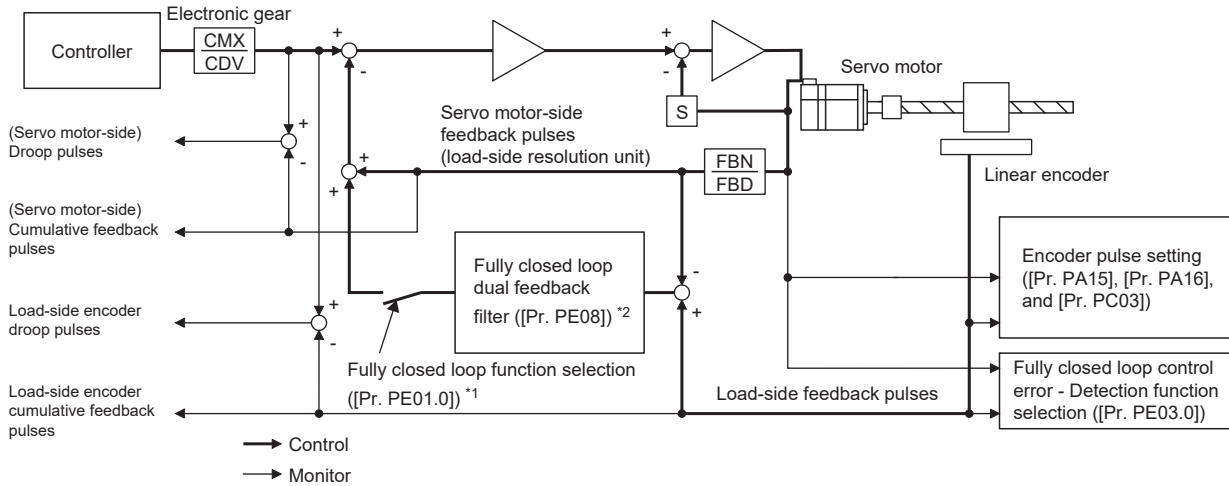 Electronic gear
Controller
CMX
CDV
+
-
+
-
S
Servo motor
Servo motor-side
feedback pulses
(load-side resolution unit)
FBN
FBD
Linear encoder
(Servo motor-side)
Droop pulses
+
-
+
+
(Servo motor-side)
Cumulative feedback
pulses
Fully closed loop
dual feedback
filter ([Pr. PE08]) *2
-
+
Encoder pulse setting
([Pr. PA15], [Pr. PA16],
and [Pr. PC03])
Load-side encoder
droop pulses
+
-
Fully closed loop function selection
([Pr. PE01.0]) *1
Load-side feedback pulses
Fully closed loop control
error - Detection function
selection ([Pr. PE03.0])
Load-side encoder
cumulative feedback
pulses
Control
Monitor